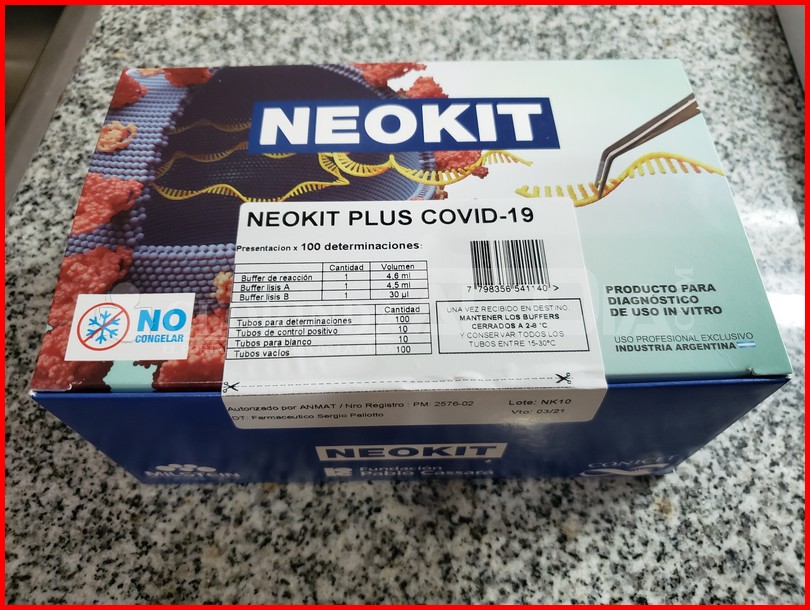 NEOKIT
NEOKIT PLUS COVID-19
Presentacion x 100 determinaciones:
Cantidad Volumen
Buffer de reacción 1 4,6 ml
Buffer lisis A 1 4.5 ml
Buffer lisis B 1 30 µl
Cantidad
Tubos para determinaciones 100
Tubos de control positivo 10
Tubos para blanco 10
Tubos vacíos 100
7 798356 541140 >
UNA VEZ RECIBIDO EN DESTINO,
MANTENER LOS BUFFERS
CERRADOS A 2-8 °C
Y CONSERVAR TODOS LOS
TUBOS ENTRE 15-30°C
NO
CONGELAR
PRODUCTO PARA
DIAGNÓSTICO
DE USO IN VITRO
USO PROFESIONAL EXCLUSIVO
INDUSTRIA ARGENTINA
Autorizado por ANMAT / Nro Registro : PM: 2576-02
DT: Farmaceutico Sergio Pallotto
Lote: NK10
Vto: 03/21
NEOKIT
Fundación
Pablo Cassará
CONICET